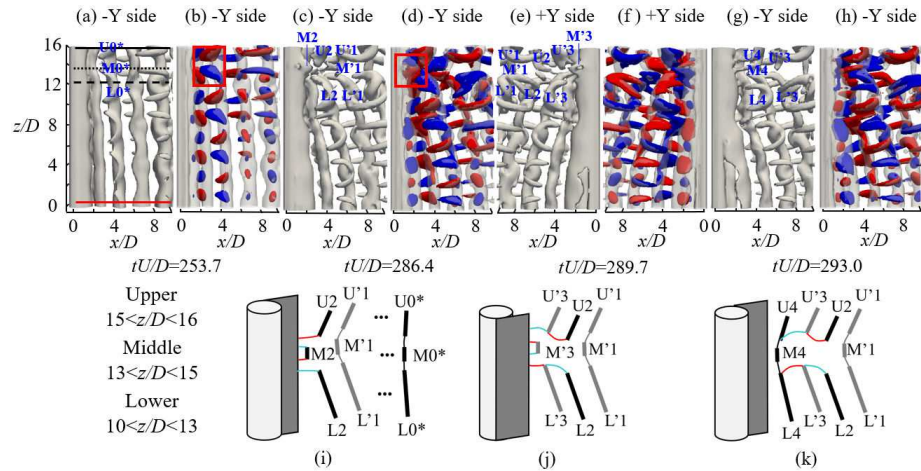 (a) -Y side (b) -Y side (c) -Y side (d) -Y side (e) +Y side (f) +Y side (g) -Y side (h) -Y side
16 U0* M2 U2 U'1 U'1 U2 U'3 M'3 U4 U'3
M0* M'1 M'1 M4
12 L0* L2 L'1 L'1 L2 L'3 L4 L'3
z/D
8
4
0
0 4 8 0 4 8 0 4 8 0 4 8 8 4 0 8 4 0 0 4 8 0 4 8
x/D x/D x/D x/D x/D x/D x/D x/D
tU/D=253.7 tU/D=286.4 tU/D=289.7 tU/D=293.0
Upper
15<z/D<16
Middle
13<z/D<15
Lower
10<z/D<13
U2 U'1 ••• U0*
M2 M'1 ••• M0*
•••
L2 L'1 L0*
(i)
U'3 U2 U'1
M'3 M'1
L'3 L2 L'1
(j)
U4 U'3 U2 U'1
M4 M'1
L4 L'3 L2 L'1
(k)